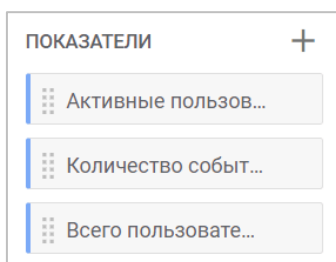 ПОКАЗАТЕЛИ +
Активные пользов...
Количество событ...
Всего пользовате...